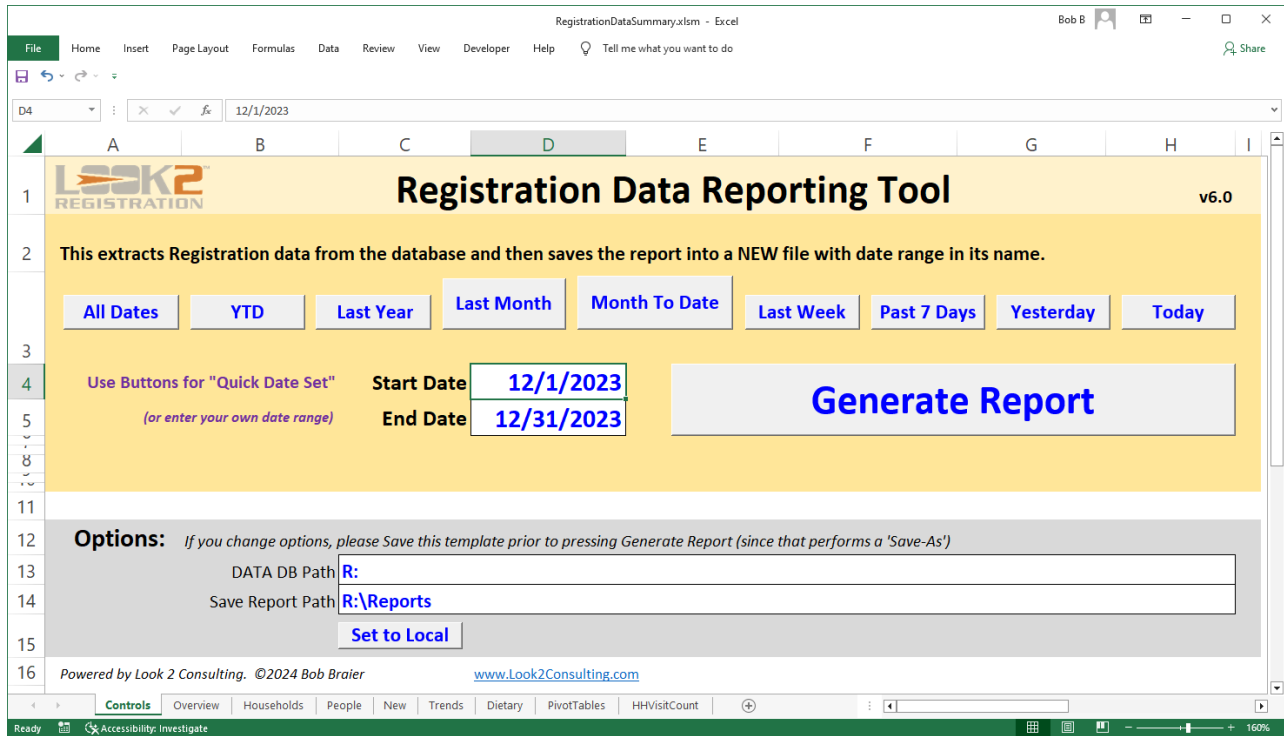 RegistrationDataSummary.xlsm - Excel
Bob B
File Home Insert Page Layout Formulas Data Review View Developer Help Tell me what you want to do
Share
D4
fx
12/1/2023
A B C D E F G H I
1
LOOK2
REGISTRATION
Registration Data Reporting Tool
v6.0
2
This extracts Registration data from the database and then saves the report into a NEW file with date range in its name.
All Dates YTD Last Year Last Month Month To Date Last Week Past 7 Days Yesterday Today
3
4
Use Buttons for "Quick Date Set" Start Date 12/1/2023
Generate Report
5
(or enter your own date range) End Date 12/31/2023
8
11
12
Options: If you change options, please Save this template prior to pressing Generate Report (since that performs a 'Save-As')
13
DATA DB Path R:
14
Save Report Path R:\Reports
15
Set to Local
16
Powered by Look 2 Consulting. ©2024 Bob Braier www.Look2Consulting.com
Controls Overview Households People New Trends Dietary PivotTables HHVisitCount
Ready Accessibility: Investigate
160%